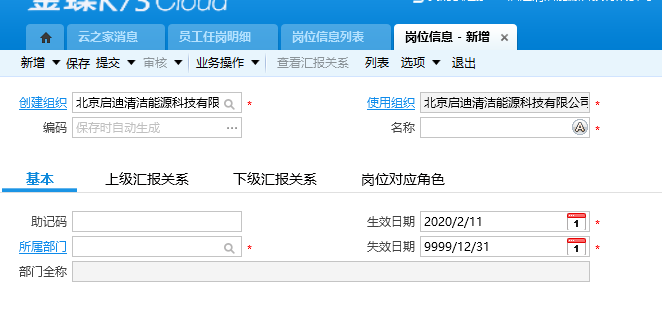 金蝶K/3 Cloud
云之家消息 员工任岗明细 岗位信息列表 岗位信息 - 新增
新增 保存 提交 审核 业务操作 查看汇报关系 列表 选项 退出
创建组织 北京启迪清洁能源科技有限 * 使用组织 北京启迪清洁能源科技有限公司 *
编码 保存时自动生成 ... 名称 A *
基本 上级汇报关系 下级汇报关系 岗位对应角色
助记码 生效日期 2020/2/11 1 *
所属部门 * 失效日期 9999/12/31 1 *
部门全称